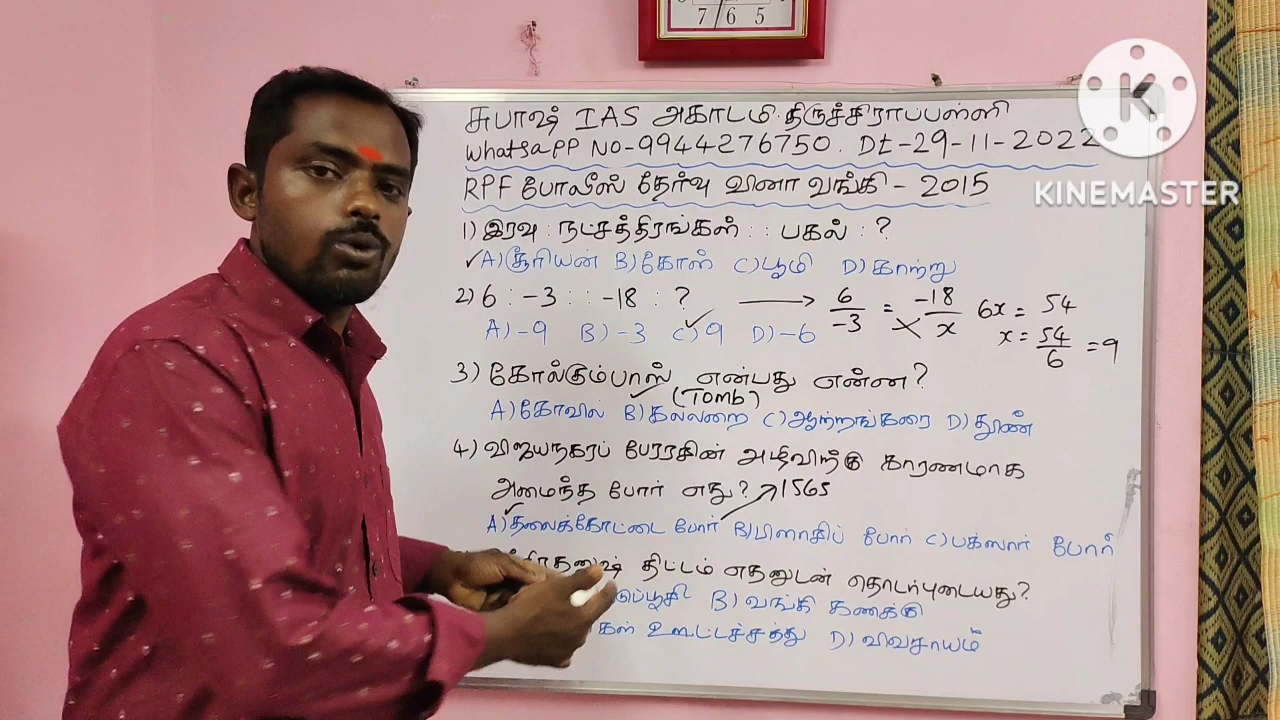 7 6 5
சுபாஷ் IAS அகாடமி திருச்சிராப்பள்ளி
WhatsaPP NO-9944276750. Dt-29-11-2022
RPF போலீஸ் தேர்வு வினா வங்கி - 2015
1) இரவு : நட்சத்திரங்கள் : : பகல் : ?
A) சூரியன் B) கோள் C) பூமி D) காற்று
2) 6 : -3 : : -18 : ? 6/-3 = -18/x 6x = 54
A) -9 B) -3 C) 9 D) -6 x = 54/6 = 9
3) கோல்கும்பாஸ் என்பது என்ன?
(Tomb)
A) கோவில் B) கல்லறை C) ஆற்றங்கரை D) தூண்
4) விஜயநகரப் பேரரசின் அழிவிற்கு காரணமாக
அமைந்த போர் எது? 1565
A) தலைக்கோட்டை போர் B) போர் C) பக்ஸார் போர்
திட்டம் எதனுடன் தொடர்புடையது?
B) வங்கி கணக்கு
ஊட்டச்சத்து D) விவசாயம்
K
KINEMASTER